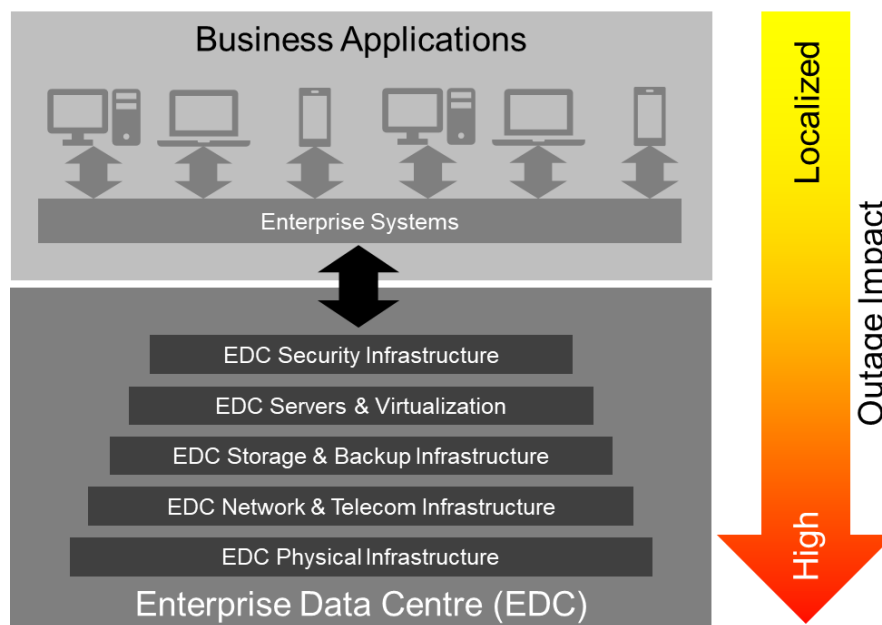 Business Applications
Enterprise Systems
EDC Security Infrastructure
EDC Servers & Virtualization
EDC Storage & Backup Infrastructure
EDC Network & Telecom Infrastructure
EDC Physical Infrastructure
Enterprise Data Centre (EDC)
Localized
High
Outage Impact